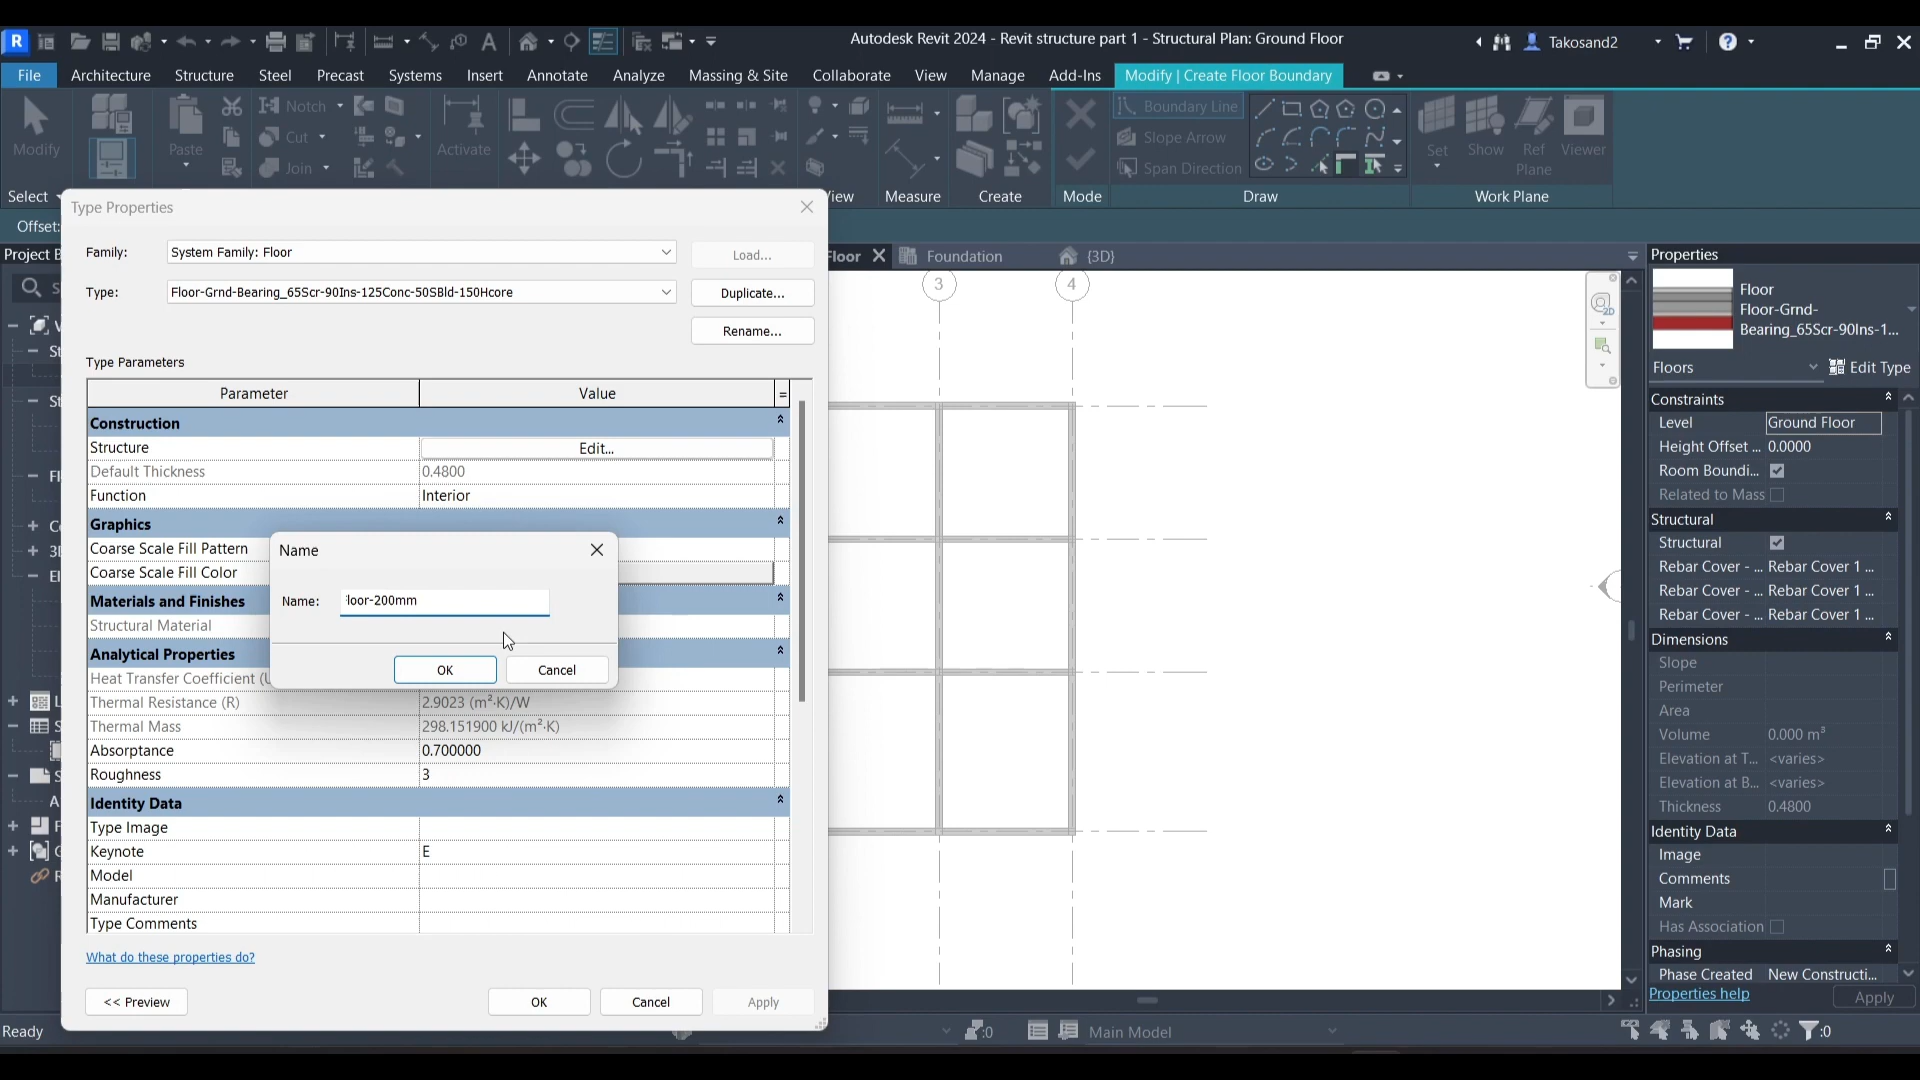 Autodesk Revit 2024 - Revit structure part 1 - Structural Plan: Ground Floor
Takosand2
File Architecture Structure Steel Precast Systems Insert Annotate Analyze Massing & Site Collaborate View Manage Add-Ins Modify | Create Floor Boundary
Modify
Paste
Notch
Cut
Join
Activate
Boundary Line
Slope Arrow
Span Direction
Set
Show
Ref
Plane
Viewer
Select
Measure
Create
Mode
Draw
Work Plane
Offset:
Type Properties
Family:
System Family: Floor
Load...
Type:
Floor-Grnd-Bearing_65Scr-90Ins-125Conc-50SBld-150Hcore
Duplicate...
Rename...
Type Parameters
Parameter Value =
Construction
Structure Edit...
Default Thickness 0.4800
Function Interior
Graphics
Coarse Scale Fill Pattern
Coarse Scale Fill Color
Materials and Finishes
Structural Material
Analytical Properties
Heat Transfer Coefficient (
Thermal Resistance (R) 2.9023 (m²·K)/W
Thermal Mass 298.151900 kJ/(m²·K)
Absorptance 0.700000
Roughness 3
Identity Data
Type Image
Keynote E
Model
Manufacturer
Type Comments
What do these properties do?
<< Preview
OK
Cancel
Apply
Name
Name: loor-200mm
OK
Cancel
Floor
Foundation
{3D}
3
4
2D
Properties
Floor
Floor-Grnd-
Bearing_65Scr-90Ins-1...
Floors
Edit Type
Constraints
Level Ground Floor
Height Offset ... 0.0000
Room Boundi...
Related to Mass
Structural
Structural
Rebar Cover - ... Rebar Cover 1 ...
Rebar Cover - ... Rebar Cover 1 ...
Rebar Cover - ... Rebar Cover 1 ...
Dimensions
Slope
Perimeter
Area
Volume 0.000 m³
Elevation at T... <varies>
Elevation at B... <varies>
Thickness 0.4800
Identity Data
Image
Comments
Mark
Has Association
Phasing
Phase Created New Constructi...
Properties help
Apply
Ready
:0
Main Model
:0